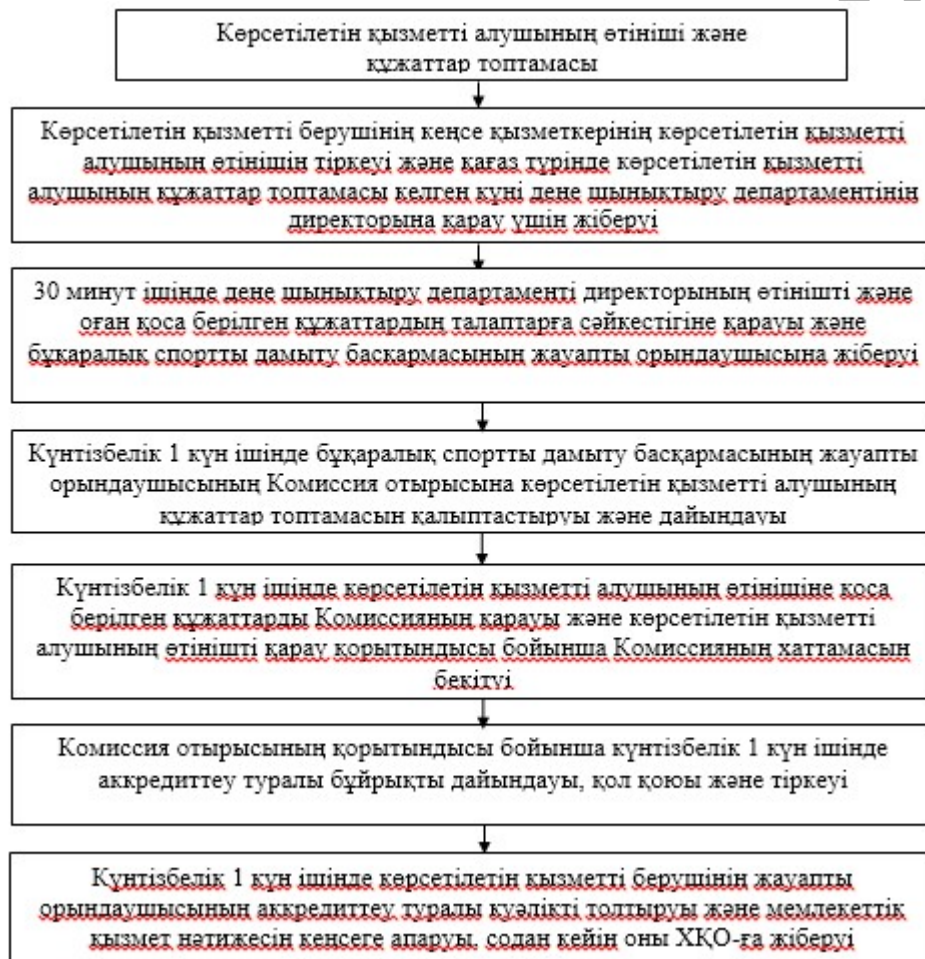 Көрсетілетін қызметті алушының өтініші және
құжаттар топтамасы
Көрсетілетін қызметті берушінің кеңсе қызметкерінің көрсетілетін қызметті
алушының өтінішін тіркеуі және қағаз түрінде көрсетілетін қызметті
алушының құжаттар топтамасы келген күні дене шынықтыру департаментінің
директорына қарау үшін жіберуі
30 минут ішінде дене шынықтыру департаменті директорының өтінішті және
оған қоса берілген құжаттардың талаптарға сәйкестігіне қарауы және
бұқаралық спортты дамыту басқармасының жауапты орындаушысына жіберуі
Күнтізбелік 1 күн ішінде бұқаралық спортты дамыту басқармасының жауапты
орындаушысының Комиссия отырысына көрсетілетін қызметті алушының
құжаттар топтамасын қалыптастыруы және дайындауы
Күнтізбелік 1 күн ішінде көрсетілетін қызметті алушының өтінішіне қоса
берілген құжаттарды Комиссияның қарауы және көрсетілетін қызметті
алушының өтінішті қарау қорытындысы бойынша Комиссияның хаттамасын
бекітуі
Комиссия отырысының қорытындысы бойынша күнтізбелік 1 күн ішінде
аккредиттеу туралы бұйрықты дайындауы, қол қоюы және тіркеуі
Күнтізбелік 1 күн ішінде көрсетілетін қызметті берушінің жауапты
орындаушысының аккредиттеу туралы куәлікті толтыруы және мемлекеттік
қызмет нәтижесін кеңсеге апаруы, содан кейін оны ХҚО-ға жіберуі